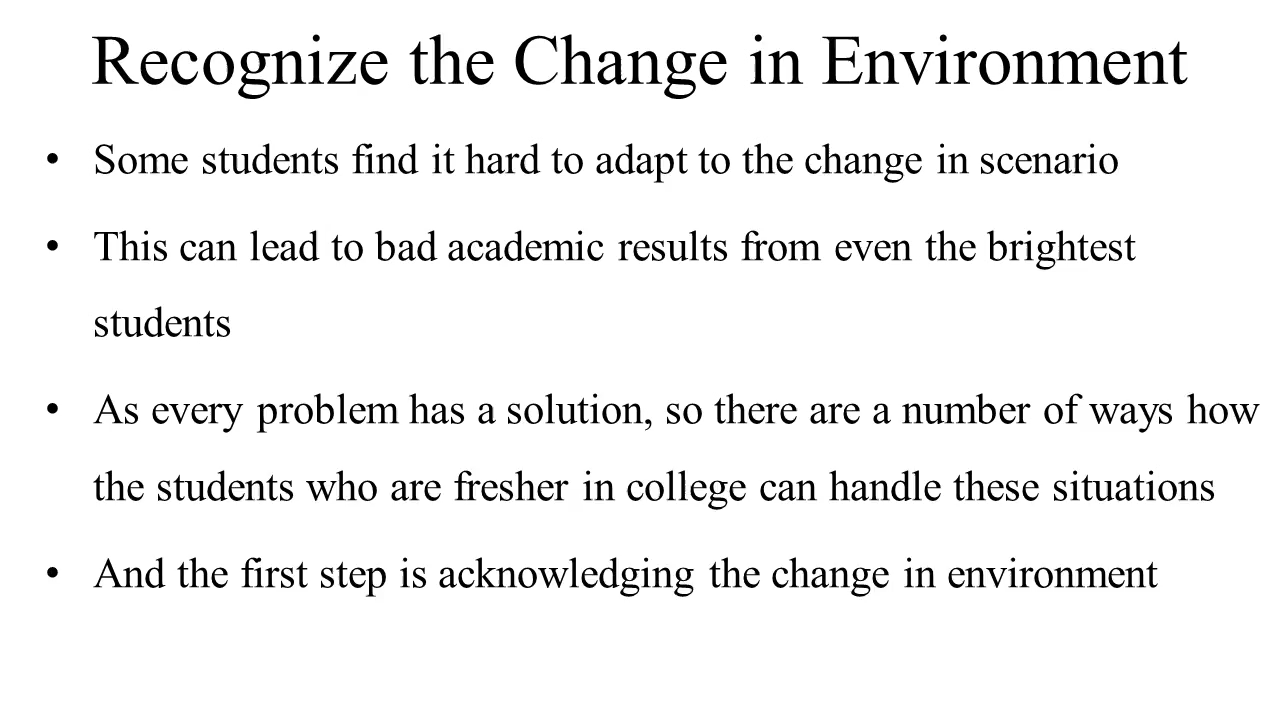 Recognize the Change in Environment
• Some students find it hard to adapt to the change in scenario
• This can lead to bad academic results from even the brightest
students
• As every problem has a solution, so there are a number of ways how
the students who are fresher in college can handle these situations
• And the first step is acknowledging the change in environment